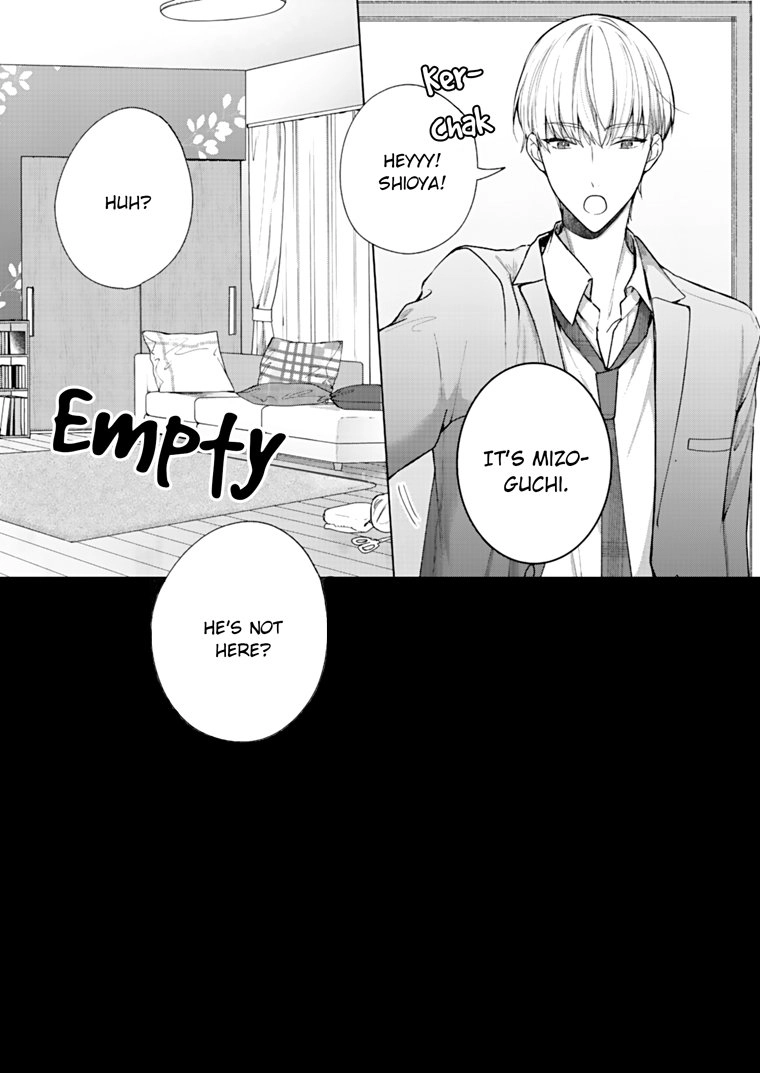 KER-
CHAK
HEYYY!
SHIOYA!
IT'S MIZO-
GUCHI.
HUH?
Empty
HE'S NOT
HERE?